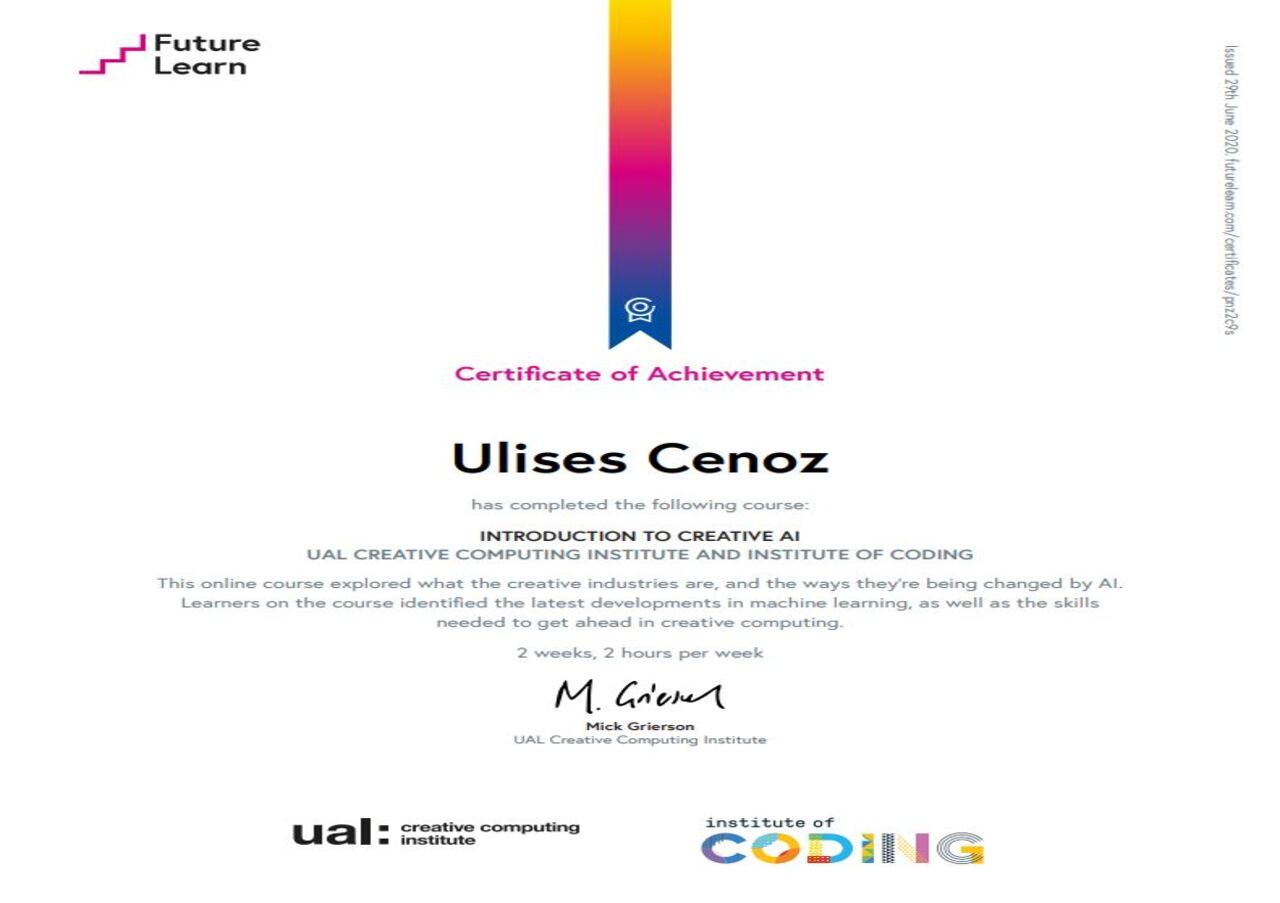 Future
Learn
Issued 29th June 2020. futurelearn.com/certificates/pnz2c9s
Certificate of Achievement
Ulises Cenoz
has completed the following course:
INTRODUCTION TO CREATIVE AI
UAL CREATIVE COMPUTING INSTITUTE AND INSTITUTE OF CODING
This online course explored what the creative industries are, and the ways they're being changed by AI.
Learners on the course identified the latest developments in machine learning, as well as the skills
needed to get ahead in creative computing.
2 weeks, 2 hours per week
M. Grierson
Mick Grierson
UAL Creative Computing Institute
ual: creative computing
institute
institute of
CODING